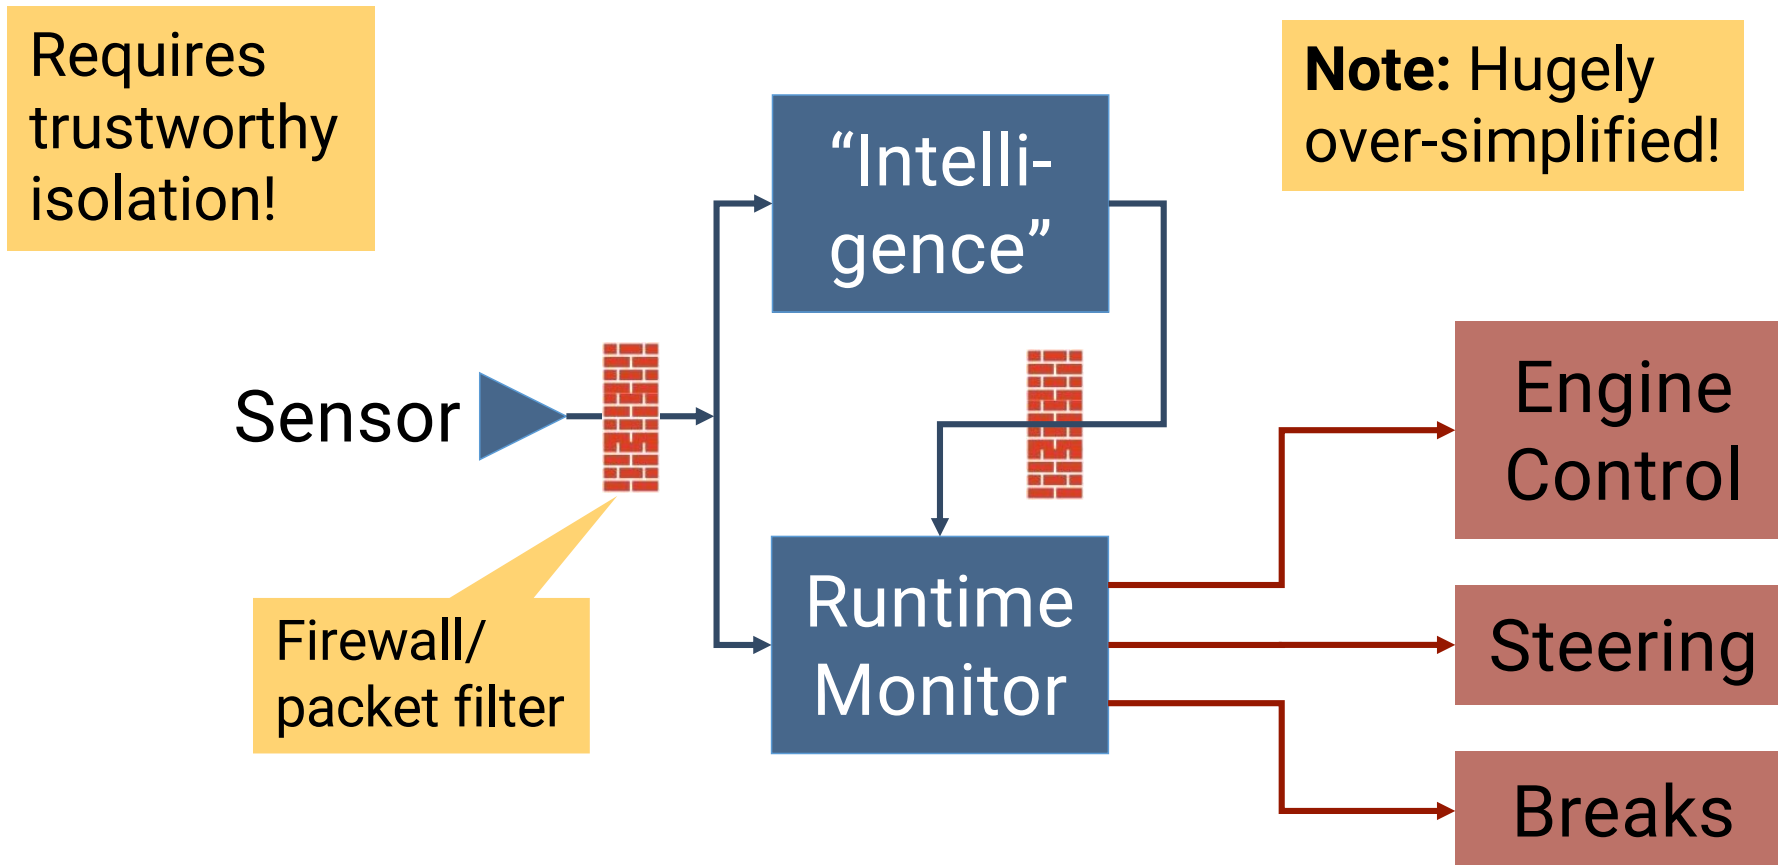 Requires
trustworthy
isolation!
Note: Hugely
over-simplified!
“Intelli-
gence”
Sensor
Engine
Control
Firewall/
packet filter
Runtime
Monitor
Steering
Breaks